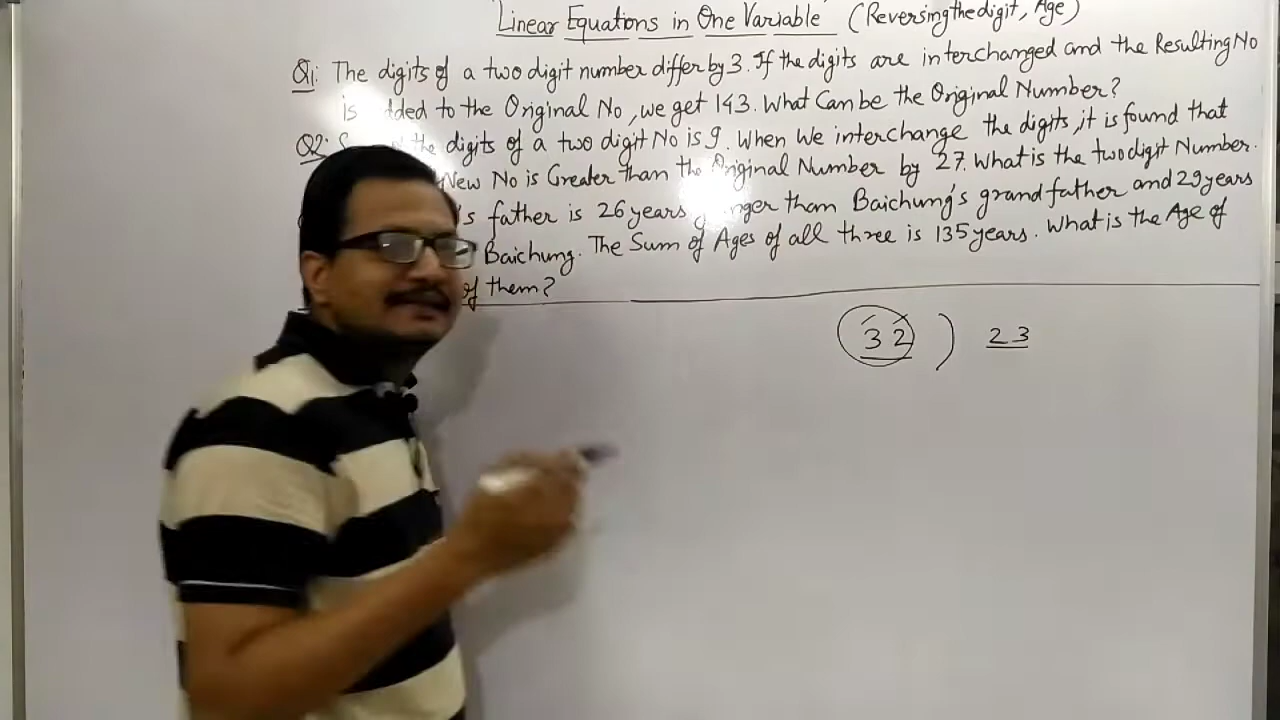 Linear Equations in One Variable (Reversing the digit, Age)
Q1: The digits of a two digit number differ by 3. If the digits are interchanged and the Resulting No
is dded to the Original No, we get 143. What Can be the Original Number?
Q2: the digits of a two digit No is 9. When We interchange the digits, it is found that
New No is Greater than the Original Number by 27. What is the two digit Number.
's father is 26 years nger than Baichung's grand father and 29 years
Baichung. The Sum of Ages of all three is 135 years. What is the Age of
of them?
32 ) 23